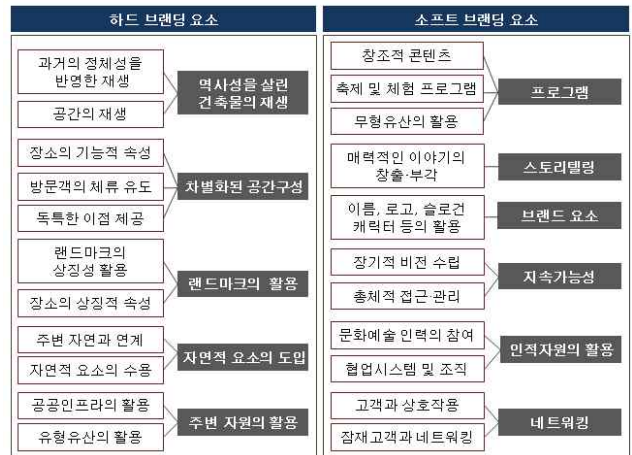 하드 브랜딩 요소
과거의 정체성을
반영한 재생
공간의 재생
역사성을 살린
건축물의 재생
장소의 기능적 속성
방문객의 체류 유도
독특한 이점 제공
차별화된 공간구성
랜드마크의
상징성 활용
장소의 상징적 속성
랜드마크의 활용
주변 자연과 연계
자연적 요소의 수용
자연적 요소의 도입
공공인프라의 활용
유형유산의 활용
주변 자원의 활용
소프트 브랜딩 요소
창조적 콘텐츠
축제 및 체험 프로그램
무형유산의 활용
프로그램
매력적인 이야기의
창출·부각
스토리텔링
이름, 로고, 슬로건
캐릭터 등의 활용
브랜드 요소
장기적 비전 수립
총체적 접근·관리
지속가능성
문화예술 인력의 참여
협업시스템 및 조직
인적자원의 활용
고객과 상호작용
잠재고객과 네트워킹
네트워킹